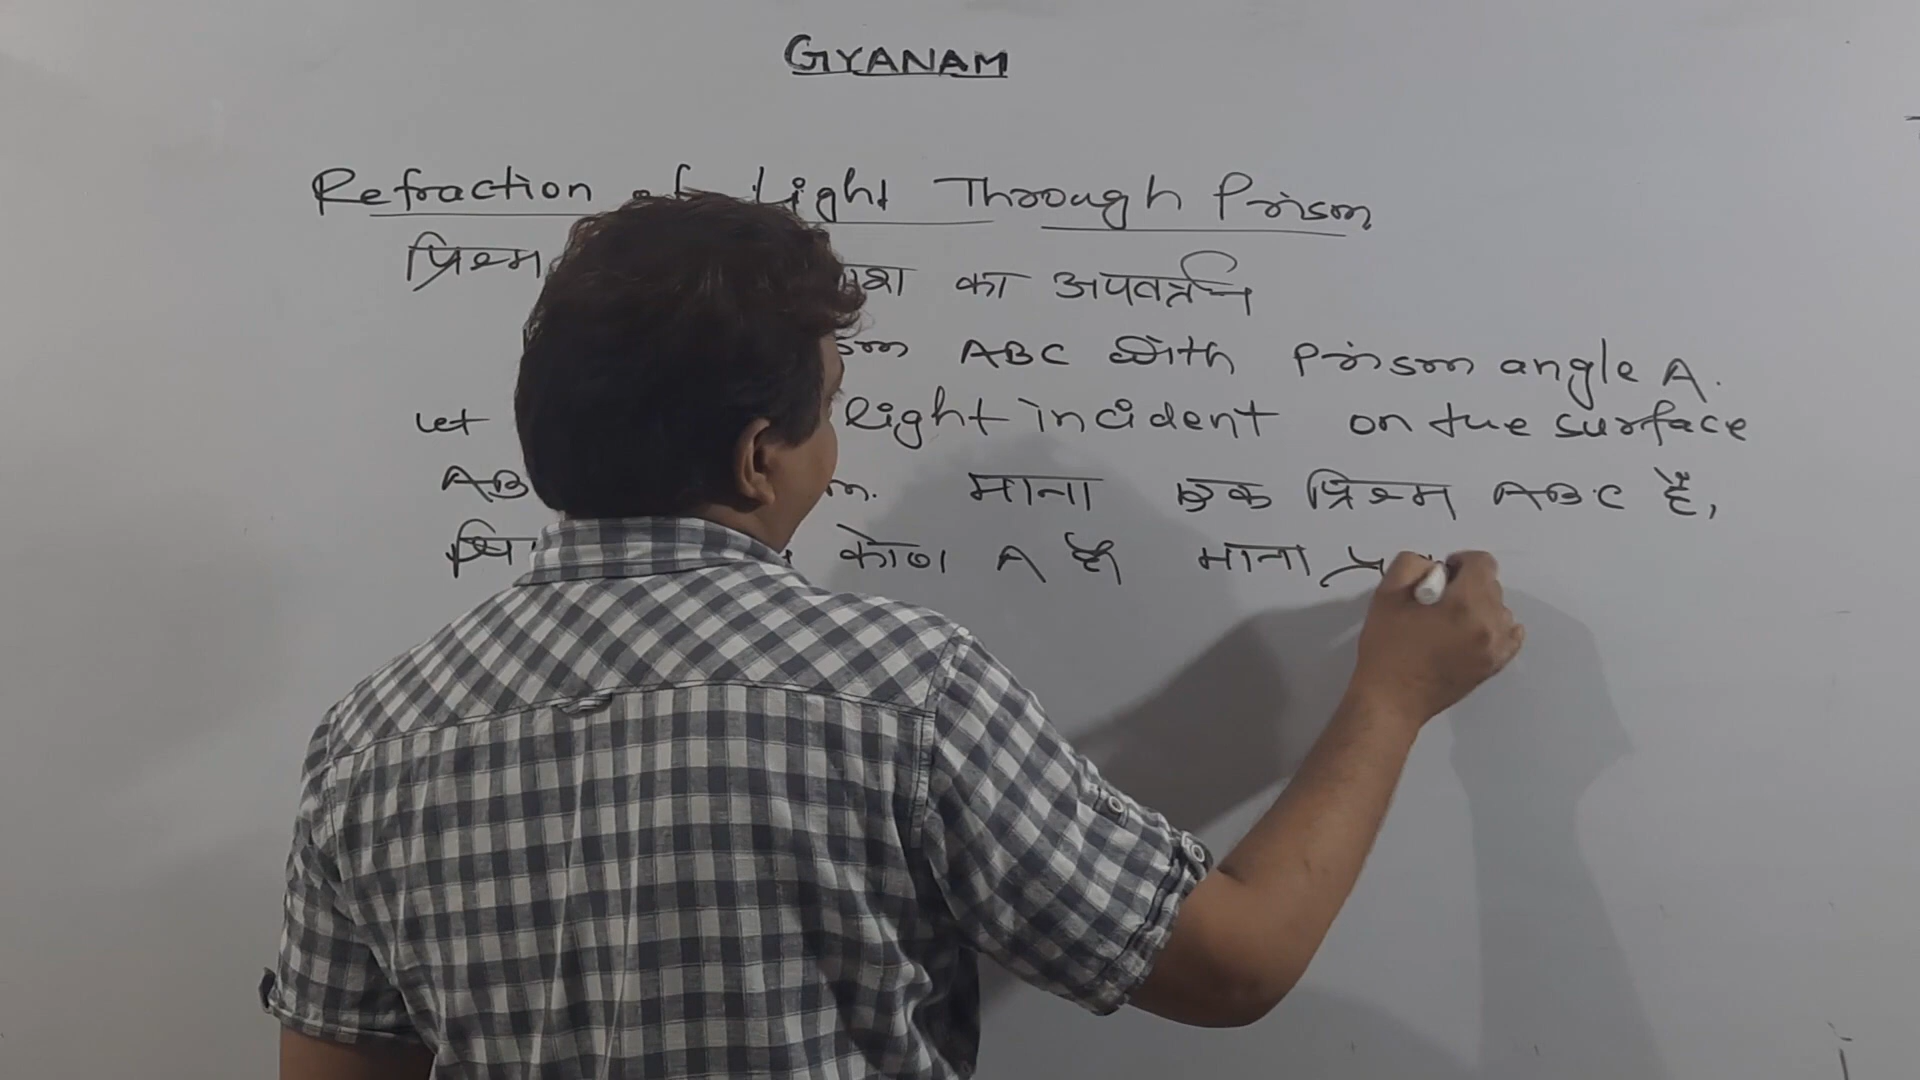 GYANAM
Refraction of Light Through Prism
प्रिज्म का अपवर्तन
ABC with Prism angle A.
Let light incident on the surface
AB माना एक प्रिज्म ABC है,
कोण A है माना